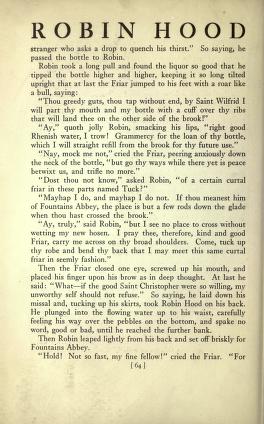 ROBIN HOOD
stranger who asks a drop to quench his thirst." So saying, he
passed the bottle to Robin.
Robin took a long pull and found the liquor so good that he
tipped the bottle higher and higher, keeping it so long tilted
upright that at last the Friar jumped to his feet with a roar like
a bull, saying:
"Thou greedy guts, thou tap without end, by Saint Wilfrid I
will part thy mouth and my bottle with a cuff over thy ribs
that will land thee on the other side of the brook!"
"Ay," quoth jolly Robin, smacking his lips, "right good
Rhenish water, I trow! Gramercy for the loan of thy bottle,
which I will straight refill from the brook for thy future use."
"Nay, mock me not," cried the Friar, peering anxiously down
the neck of the bottle, "but go thy ways while there yet is peace
betwixt us, and trifle no more."
"Dost thou not know," asked Robin, "of a certain curtal
friar in these parts named Tuck?"
"Mayhap I do, and mayhap I do not. If thou meanest him
of Fountains Abbey, the place is but a few rods down the glade
when thou hast crossed the brook."
"Ay, truly," said Robin, "but I see no place to cross without
wetting my new hosen. I pray thee, therefore, kind and good
Friar, carry me across on thy broad shoulders. Come, tuck up
thy robe and bend thy back that I may meet this same curtal
friar in seemly fashion."
Then the Friar closed one eye, screwed up his mouth, and
placed his finger upon his brow as in deep thought. At last he
said: "What—if the good Saint Christopher were so willing, my
unworthy self should not refuse." So saying, he laid down his
missal and, tucking up his skirts, took Robin Hood on his back.
He plunged into the flowing water up to his waist, carefully
feeling his way over the pebbles on the bottom, and spake no
word, good or bad, until he reached the further bank.
Then Robin leaped lightly from his back and set off briskly for
Fountains Abbey.
"Hold! Not so fast, my fine fellow!" cried the Friar. "For
[64]